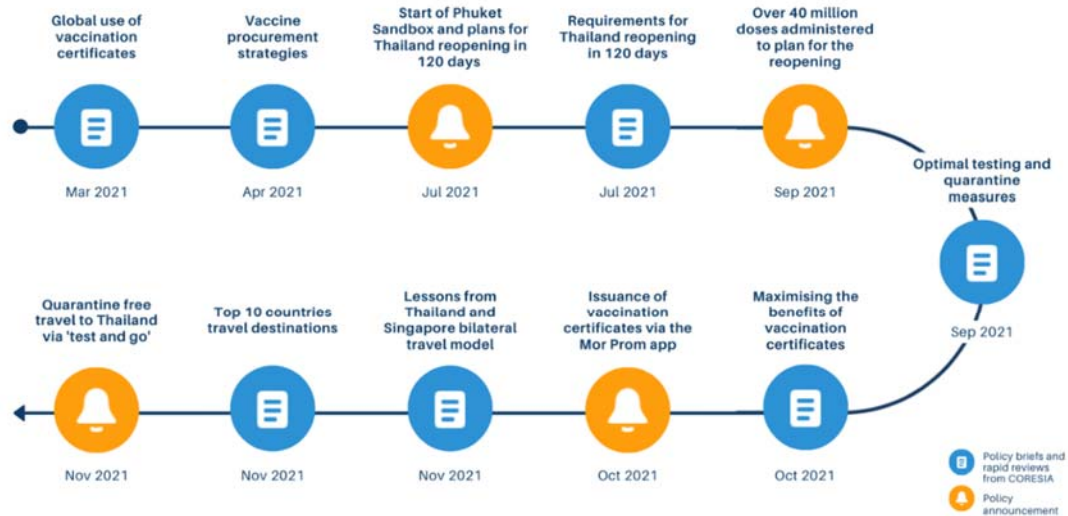 Global use of
vaccination
certificates
Mar 2021
Vaccine
procurement
strategies
Apr 2021
Start of Phuket
Sandbox and plans for
Thailand reopening in
120 days
Jul 2021
Requirements for
Thailand reopening
in 120 days
Jul 2021
Over 40 million
doses administered
to plan for the
reopening
Sep 2021
Optimal testing and
quarantine
measures
Sep 2021
Maximising the
benefits of
vaccination
certificates
Oct 2021
Issuance of
vaccination
certificates via the
Mor Prom app
Oct 2021
Lessons from
Thailand and
Singapore bilateral
travel model
Nov 2021
Top 10 countries
travel destinations
Nov 2021
Quarantine free
travel to Thailand
via 'test and go'
Nov 2021
Policy briefs and
rapid reviews
from CORESIA
Policy
announcement